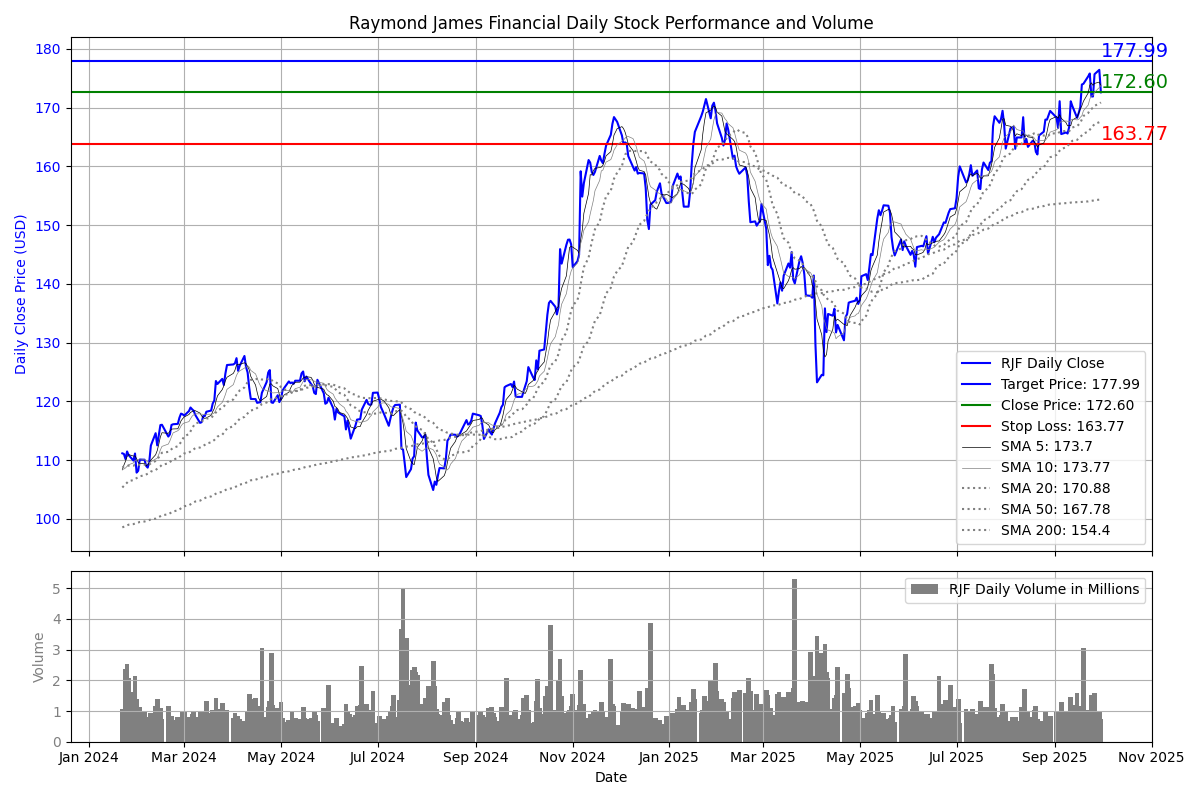 Raymond James Financial Daily Stock Performance and Volume
Daily Close Price (USD)
180
170
160
150
140
130
120
110
100
177.99
172.60
163.77
RJF Daily Close
Target Price: 177.99
Close Price: 172.60
Stop Loss: 163.77
SMA 5: 173.7
SMA 10: 173.77
SMA 20: 170.88
SMA 50: 167.78
SMA 200: 154.4
Volume
5
4
3
2
1
0
RJF Daily Volume in Millions
Jan 2024 Mar 2024 May 2024 Jul 2024 Sep 2024 Nov 2024 Jan 2025 Mar 2025 May 2025 Jul 2025 Sep 2025 Nov 2025
Date